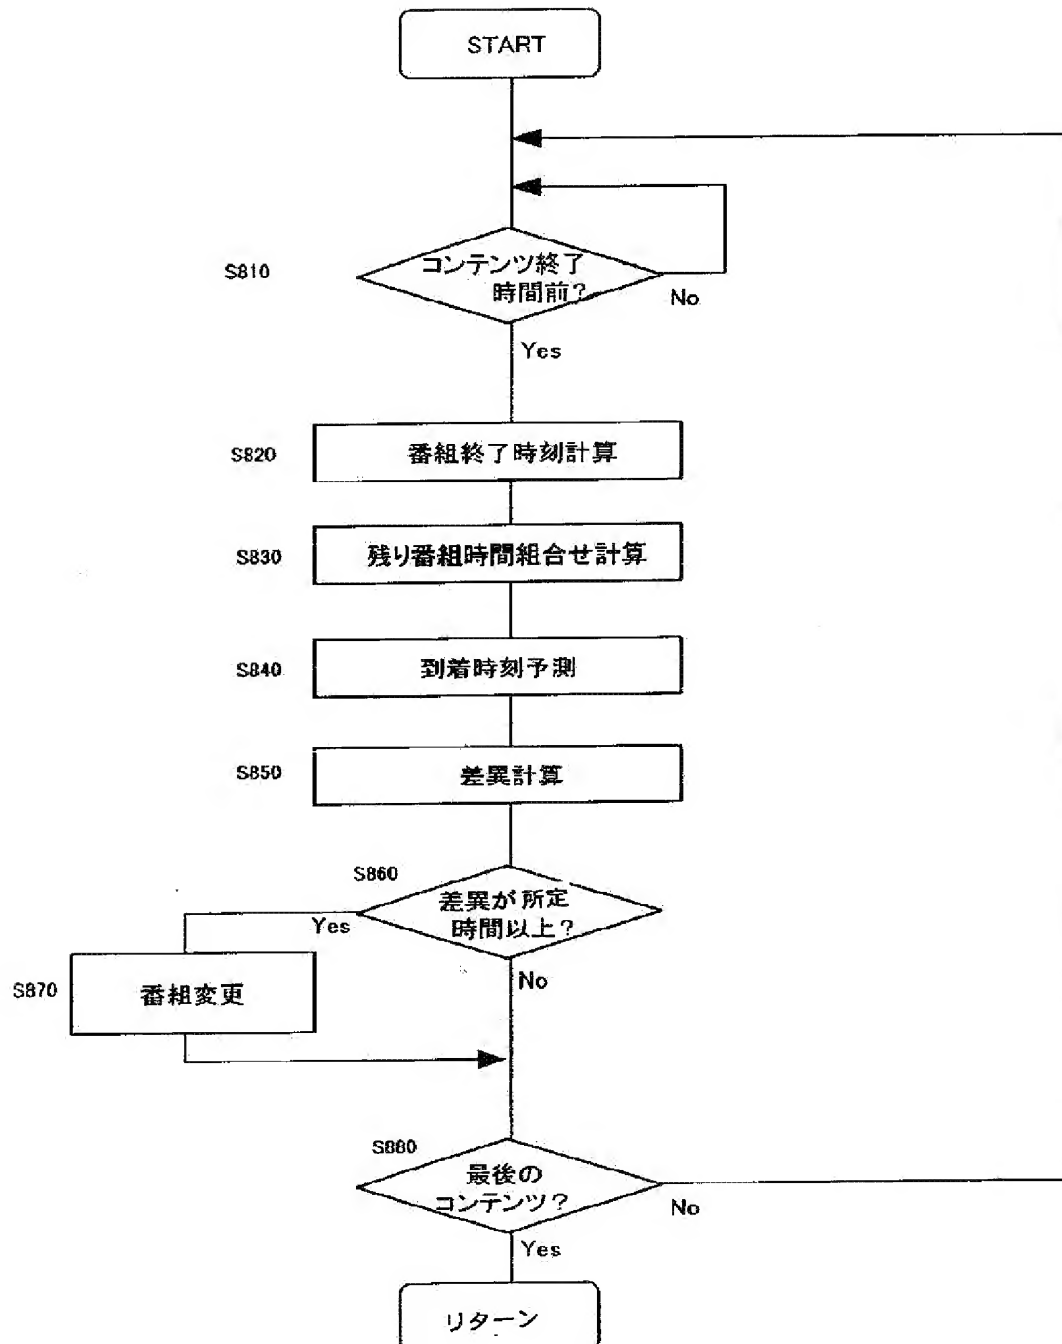 START
S810
コンテンツ終了
時間前?
No
Yes
S820
番組終了時刻計算
S830
残り番組時間組合せ計算
S840
到着時刻予測
S850
差異計算
S860
差異が所定
時間以上?
Yes
No
S870
番組変更
S880
最後の
コンテンツ?
No
Yes
リターン